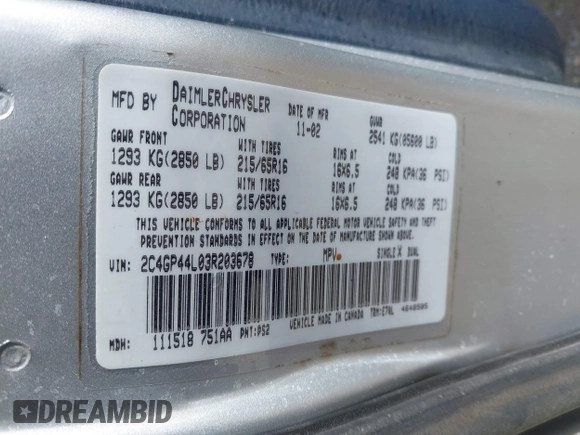 MFD BY DAIMLERCHRYSLER CORPORATION
DATE OF MFR 11-02
GVWR 2541 KG(05600 LB)
GAWR FRONT WITH TIRES RIMS AT COLD
1293 KG(2850 LB) 215/65R16 16X6.5 248 KPA(36 PSI)
GAWR REAR WITH TIRES RIMS AT COLD
1293 KG(2850 LB) 215/65R16 16X6.5 248 KPA(36 PSI)
THIS VEHICLE CONFORMS TO ALL APPLICABLE FEDERAL MOTOR VEHICLE SAFETY AND THEFT
PREVENTION STANDARDS IN EFFECT ON THE DATE OF MANUFACTURE SHOWN ABOVE.
VIN: 2C4GP44L03R203678 TYPE: MPV SINGLE X DUAL
VEHICLE MADE IN CANADA TRM:E7AL
MDH: 111518 751AA PNT:PS2
DREAMBID